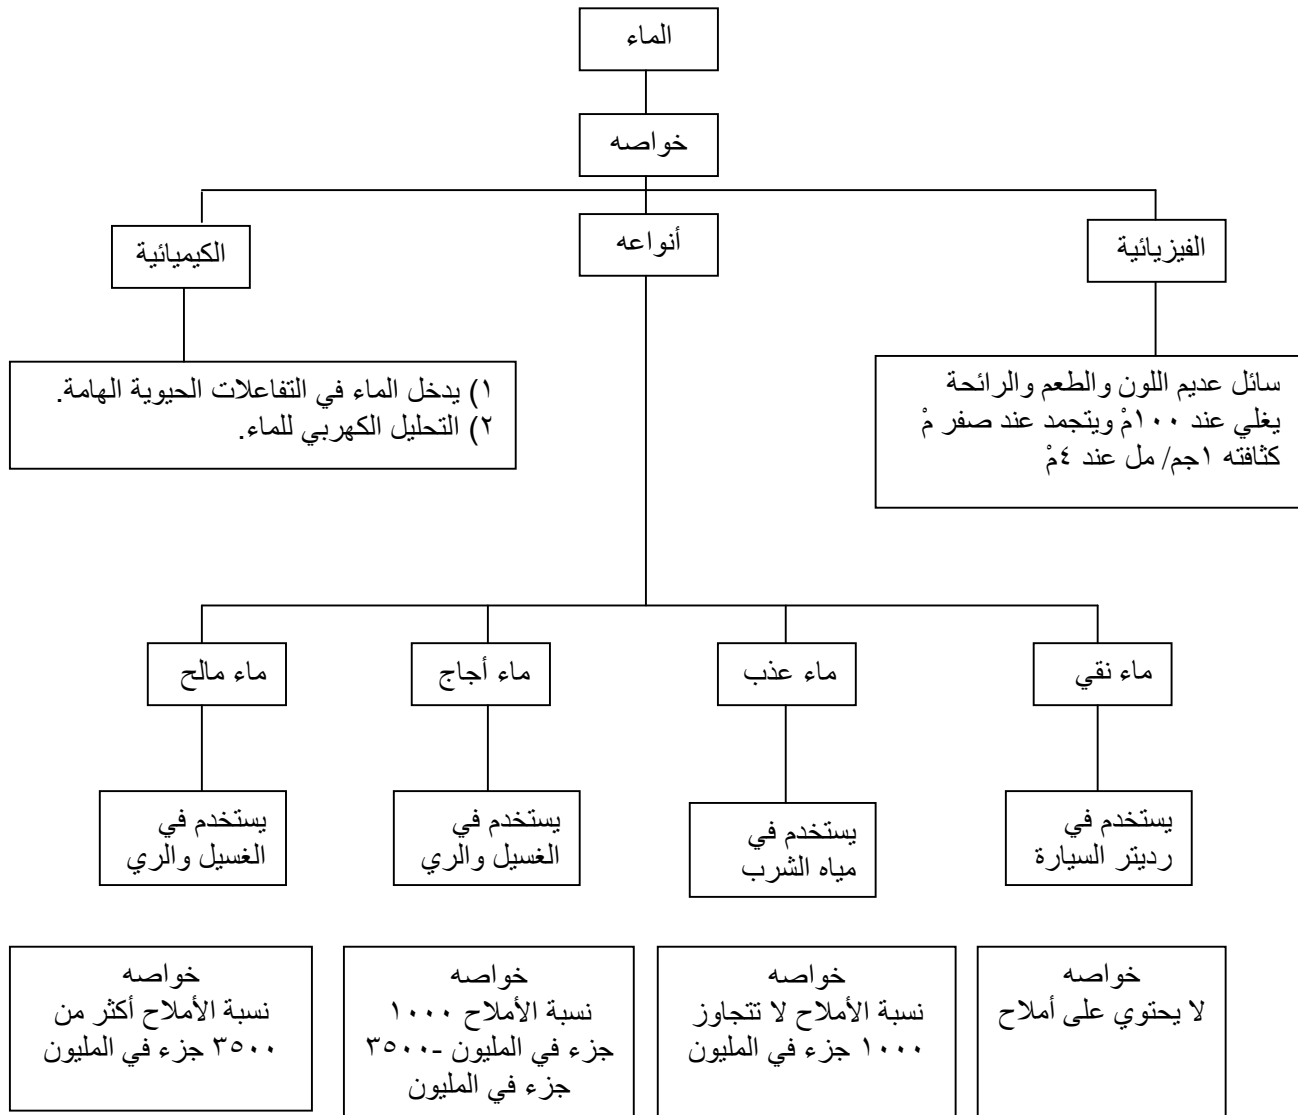 الماء
خواصه
الفيزيائية
أنواعه
الكيميائية
سائل عديم اللون والطعم والرائحة
يغلي عند ١٠٠مْ ويتجمد عند صفر مْ
كثافته ١جم/ مل عند ٤مْ
١) يدخل الماء في التفاعلات الحيوية الهامة.
٢) التحليل الكهربي للماء.
ماء نقي
ماء عذب
ماء أجاج
ماء مالح
يستخدم في
رديتر السيارة
يستخدم في
مياه الشرب
يستخدم في
الغسيل والري
يستخدم في
الغسيل والري
خواصه
لا يحتوي على أملاح
خواصه
نسبة الأملاح لا تتجاوز
١٠٠٠ جزء في المليون
خواصه
نسبة الأملاح ١٠٠٠
جزء في المليون -٣٥٠٠
جزء في المليون
خواصه
نسبة الأملاح أكثر من
٣٥٠٠ جزء في المليون